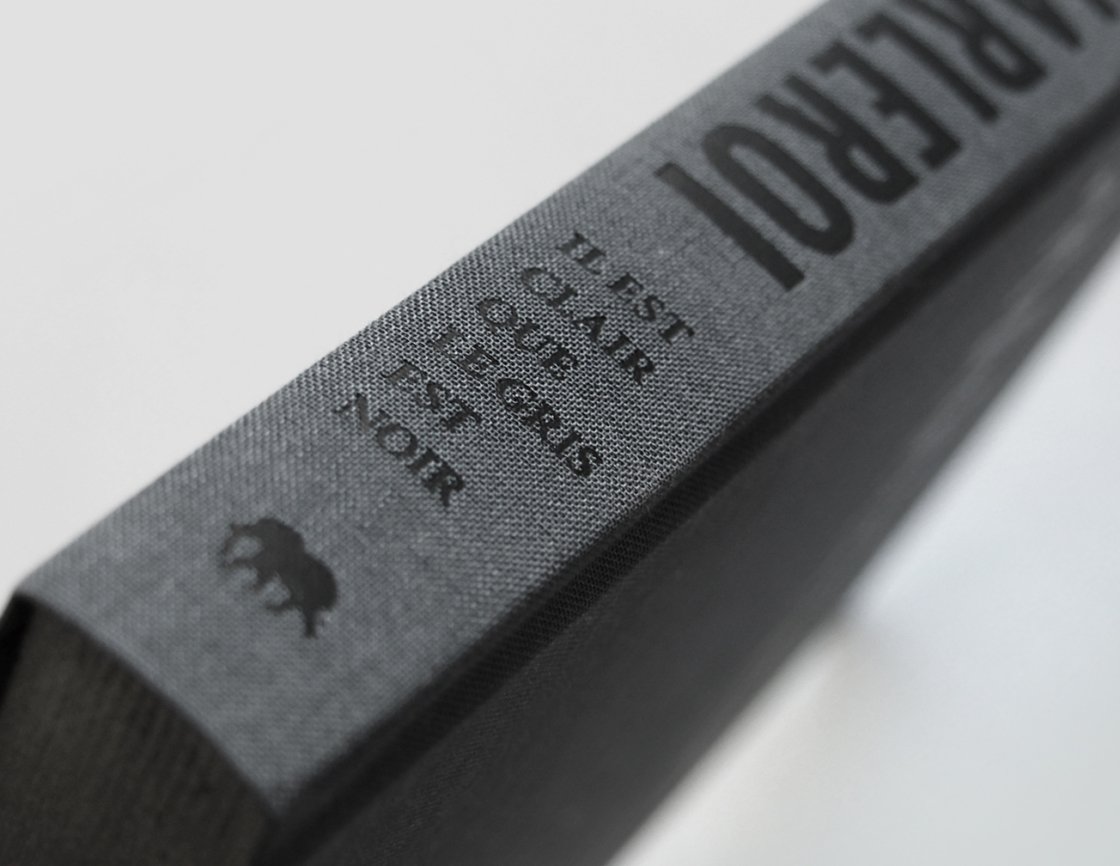 ARLEROI
IL EST
CLAIR
QUE
LE GRIS
EST
NOIR